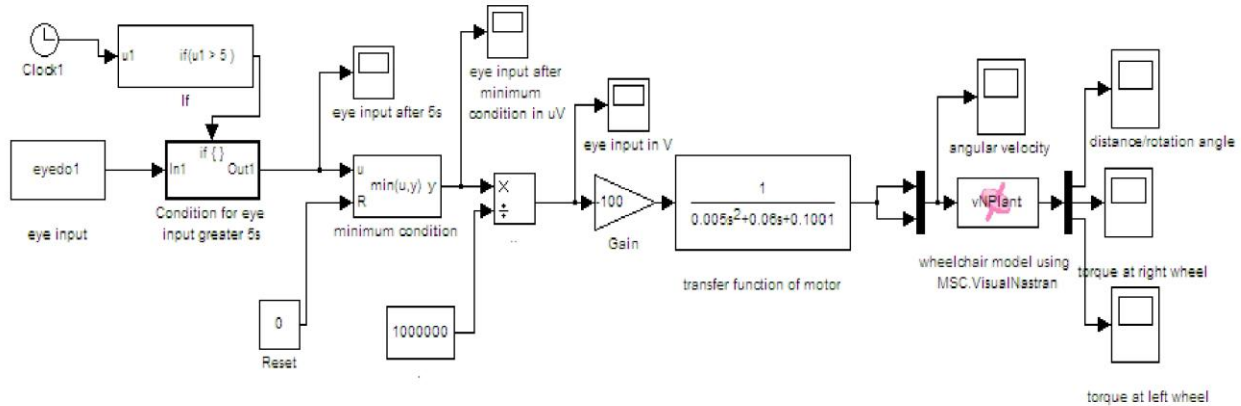 Clock1
u1
if(u1 > 5 )
If
eyedo1
eye input
if { }
In1
Out1
Condition for eye
input greater 5s
eye input after 5s
u
R
min(u,y) y
minimum condition
0
Reset
eye input after
minimum
condition in uV
X
÷
..
1000000
.
eye input in V
-100
Gain
1
0.005s²+0.06s+0.1001
transfer function of motor
angular velocity
vNPlant
wheelchair model using
MSC.VisualNastran
distance/rotation angle
torque at right wheel
torque at left wheel